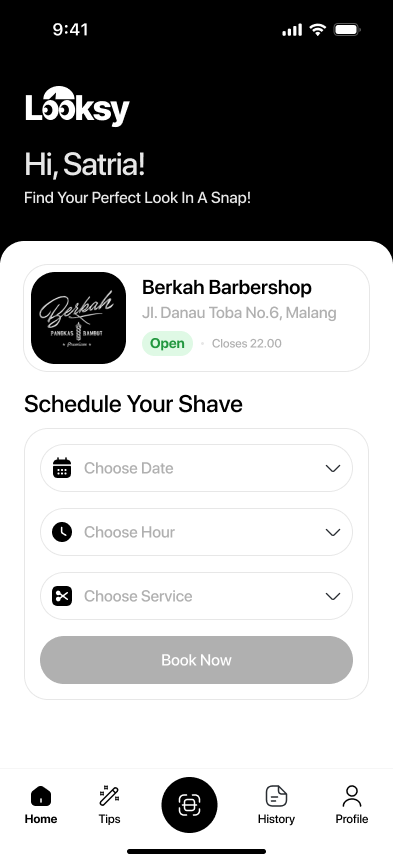 9:41
Looksy
Hi, Satria!
Find Your Perfect Look In A Snap!
Berkah
PANGKAS RAMBUT
Premium
Berkah Barbershop
Jl. Danau Toba No.6, Malang
Open
Closes 22.00
Schedule Your Shave
Choose Date
Choose Hour
Choose Service
Book Now
Home
Tips
History
Profile